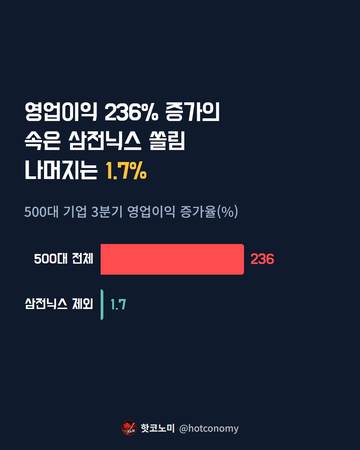 영업이익 236% 증가의
속은 삼전닉스 쏠림
나머지는 1.7%
500대 기업 3분기 영업이익 증가율(%)
500대 전체 236
삼전닉스 제외 1.7
핫코노미 @hotconomy